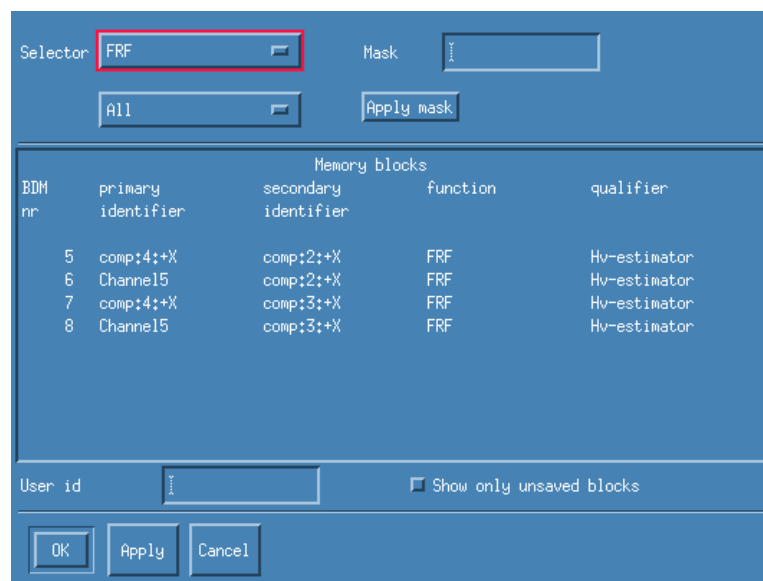 Selector FRF Mask
All Apply mask
Memory blocks
BDM primary secondary function qualifier
nr identifier identifier
5 comp:4:+X comp:2:+X FRF Hv-estimator
6 Channel5 comp:2:+X FRF Hv-estimator
7 comp:4:+X comp:3:+X FRF Hv-estimator
8 Channel5 comp:3:+X FRF Hv-estimator
User id Show only unsaved blocks
OK Apply Cancel